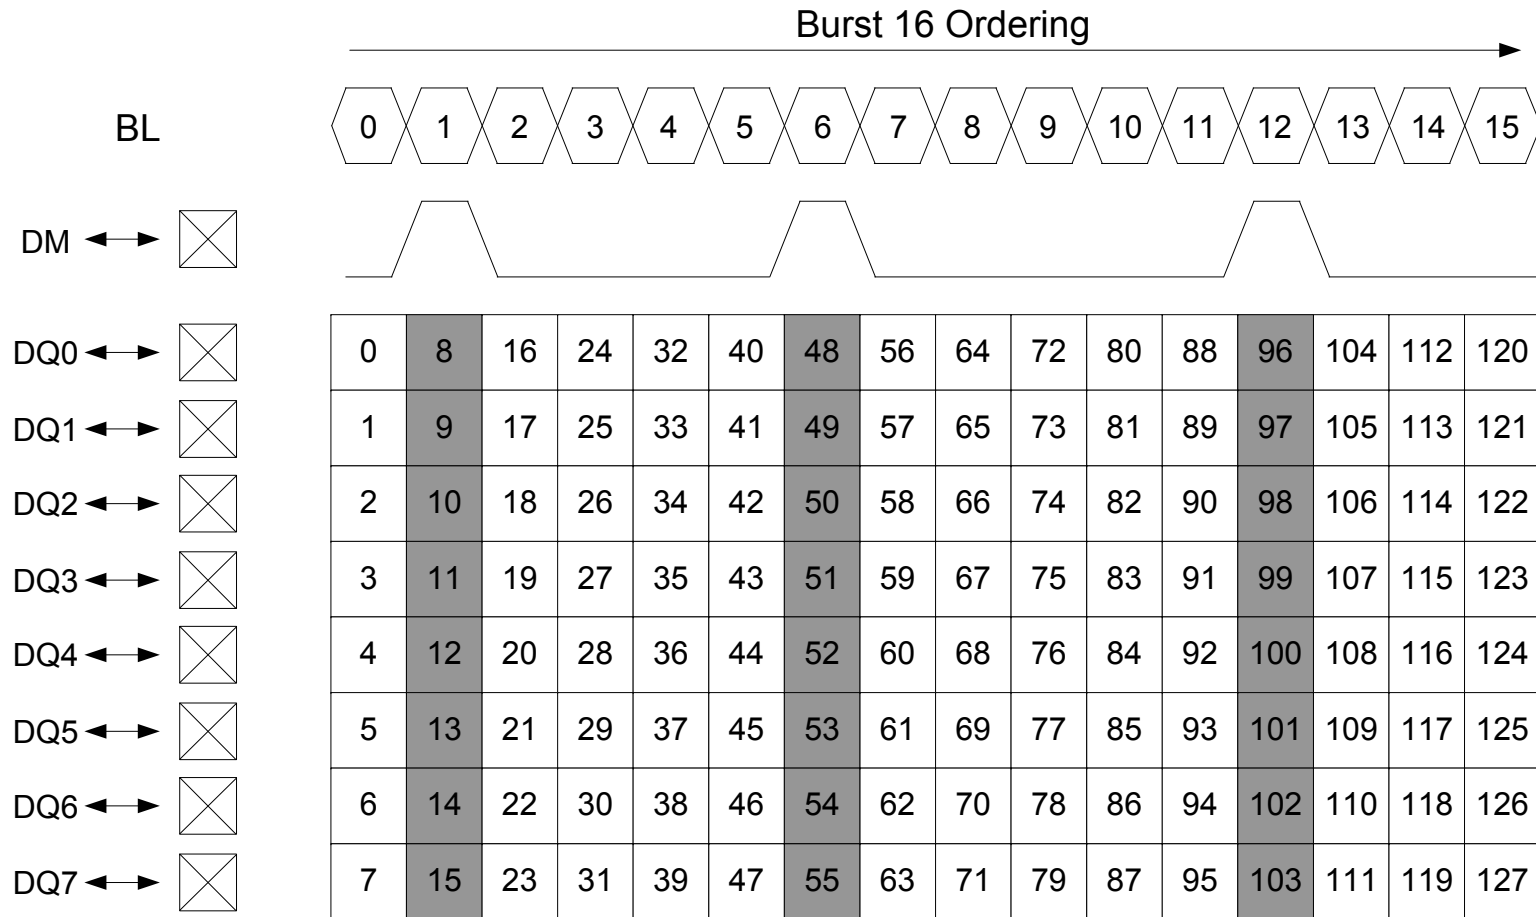 Burst 16 Ordering
BL 0 1 2 3 4 5 6 7 8 9 10 11 12 13 14 15
DM
DQ0 0 8 16 24 32 40 48 56 64 72 80 88 96 104 112 120
DQ1 1 9 17 25 33 41 49 57 65 73 81 89 97 105 113 121
DQ2 2 10 18 26 34 42 50 58 66 74 82 90 98 106 114 122
DQ3 3 11 19 27 35 43 51 59 67 75 83 91 99 107 115 123
DQ4 4 12 20 28 36 44 52 60 68 76 84 92 100 108 116 124
DQ5 5 13 21 29 37 45 53 61 69 77 85 93 101 109 117 125
DQ6 6 14 22 30 38 46 54 62 70 78 86 94 102 110 118 126
DQ7 7 15 23 31 39 47 55 63 71 79 87 95 103 111 119 127